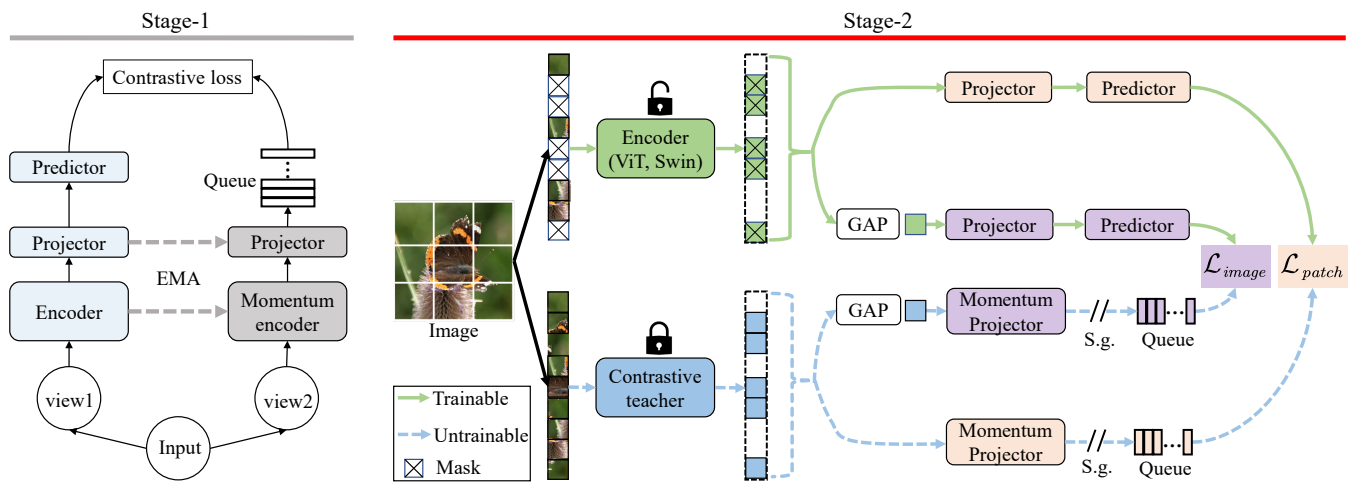 Stage-1
Contrastive loss
Predictor
Queue
Projector
Projector
EMA
Encoder
Momentum
encoder
view1
view2
Input
Stage-2
Encoder
(ViT, Swin)
Projector
Predictor
GAP
Projector
Predictor
Image
ℒimage
ℒpatch
GAP
Momentum
Projector
S.g.
Queue
Contrastive
teacher
Momentum
Projector
S.g.
Queue
Trainable
Untrainable
Mask